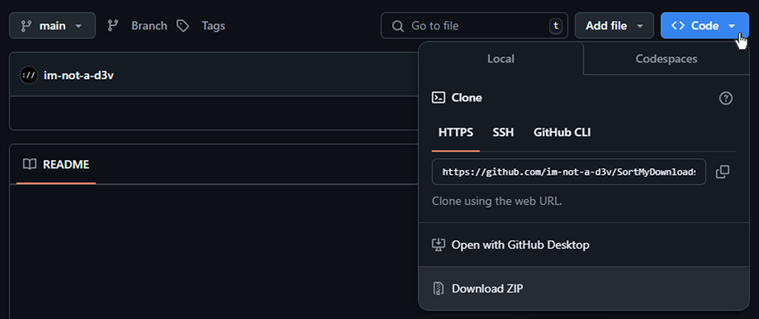 main Branch Tags Go to file t Add file <> Code
Local Codespaces
:// im-not-a-d3v
Clone
HTTPS SSH GitHub CLI
README
https://github.com/im-not-a-d3v/SortMyDownloads
Clone using the web URL.
Open with GitHub Desktop
Download ZIP